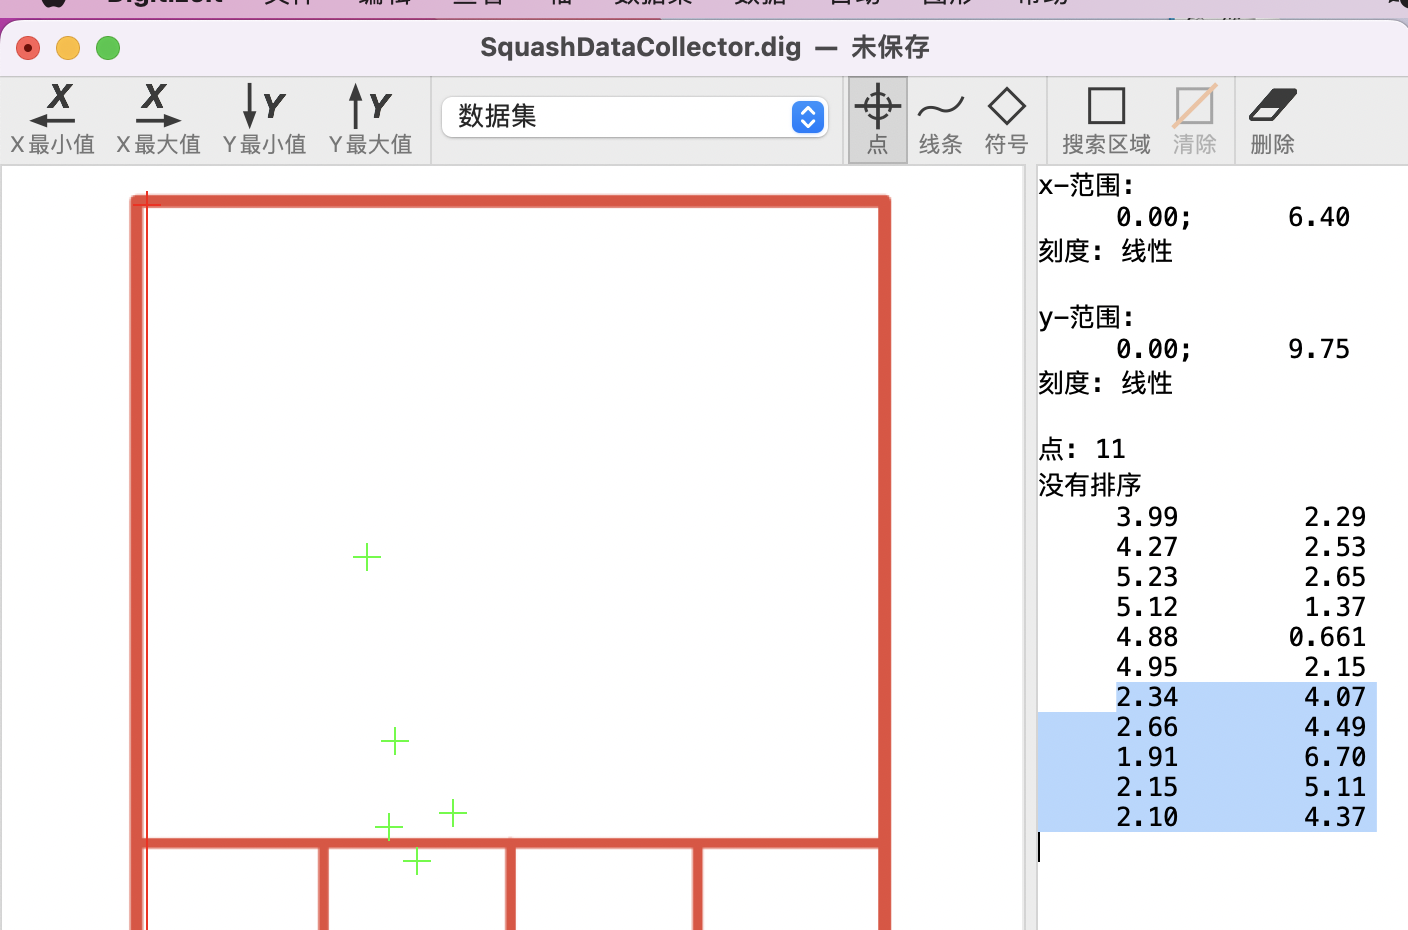 SquashDataCollector.dig — 未保存
X 最小值 X 最大值 Y 最小值 Y 最大值 数据集 点 线条 符号 搜索区域 清除 删除
x-范围:
0.00; 6.40
刻度: 线性
y-范围:
0.00; 9.75
刻度: 线性
点: 11
没有排序
3.99 2.29
4.27 2.53
5.23 2.65
5.12 1.37
4.88 0.661
4.95 2.15
2.34 4.07
2.66 4.49
1.91 6.70
2.15 5.11
2.10 4.37